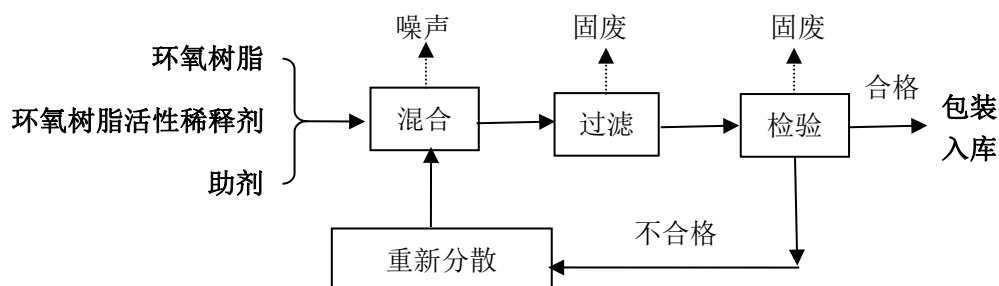 噪声
固废
固废
环氧树脂
环氧树脂活性稀释剂
助剂
混合
过滤
检验
合格
包装
入库
不合格
重新分散